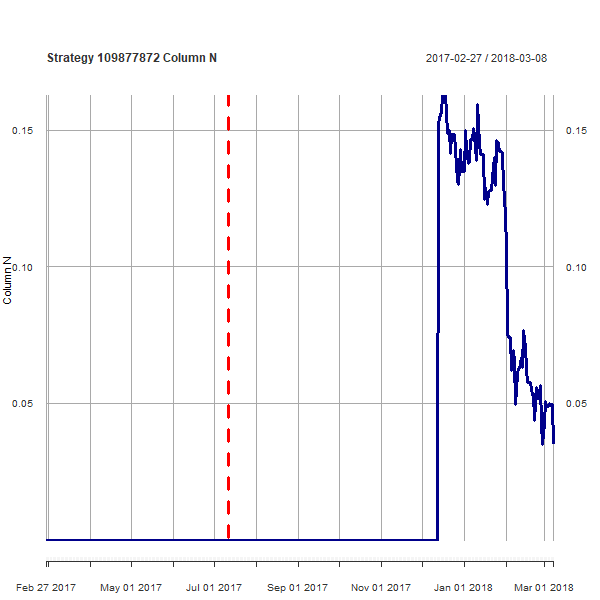 Strategy 109877872 Column N
2017-02-27 / 2018-03-08
0.15
0.15
0.10
0.10
Column N
0.05
0.05
Feb 27 2017
May 01 2017
Jul 01 2017
Sep 01 2017
Nov 01 2017
Jan 01 2018
Mar 01 2018